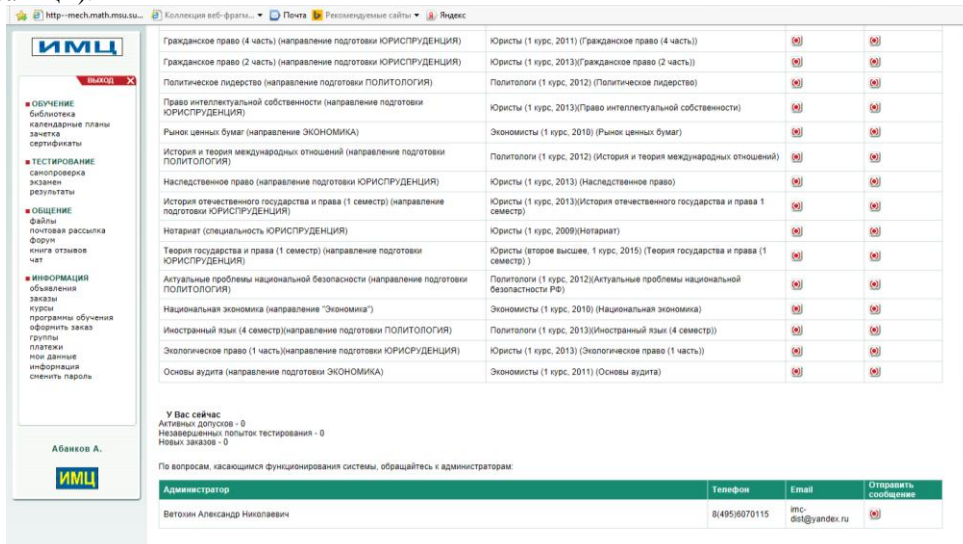 http--mech.math.msu.su... Коллекция веб-фрагм... Почта Рекомендуемые сайты Яндекс
ИМЦ
ВЫХОД X
ОБУЧЕНИЕ
библиотека
календарные планы
зачетка
сертификаты
ТЕСТИРОВАНИЕ
самопроверка
экзамен
результаты
ОБЩЕНИЕ
файлы
почтовая рассылка
форум
книга отзывов
чат
ИНФОРМАЦИЯ
объявления
заказы
курсы
программы обучения
оформить заказ
группы
платежи
мои данные
информация
сменить пароль
Абанков А.
ИМЦ
Гражданское право (4 часть) (направление подготовки ЮРИСПРУДЕНЦИЯ) Юристы (1 курс, 2011) (Гражданское право (4 часть))
Гражданское право (2 часть) (направление подготовки ЮРИСПРУДЕНЦИЯ) Юристы (1 курс, 2013)(Гражданское право (2 часть))
Политическое лидерство (направление подготовки ПОЛИТОЛОГИЯ) Политологи (1 курс, 2012) (Политическое лидерство)
Право интеллектуальной собственности (направление подготовки
ЮРИСПРУДЕНЦИЯ) Юристы (1 курс, 2013)(Право интеллектуальной собственности)
Рынок ценных бумаг (направление ЭКОНОМИКА) Экономисты (1 курс, 2010) (Рынок ценных бумаг)
История и теория международных отношений (направление подготовки
ПОЛИТОЛОГИЯ) Политологи (1 курс, 2012) (История и теория международных отношений)
Наследственное право (направление подготовки ЮРИСПРУДЕНЦИЯ) Юристы (1 курс, 2013) (Наследственное право)
История отечественного государства и права (1 семестр) (направление
подготовки ЮРИСПРУДЕНЦИЯ) Юристы (1 курс, 2013)(История отечественного государства и права 1
семестр)
Нотариат (специальность ЮРИСПРУДЕНЦИЯ) Юристы (1 курс, 2009)(Нотариат)
Теория государства и права (1 семестр) (направление подготовки
ЮРИСПРУДЕНЦИЯ) Юристы (второе высшее, 1 курс, 2015) (Теория государства и права (1
семестр) )
Актуальные проблемы национальной безопасности (направление подготовки
ПОЛИТОЛОГИЯ) Политологи (1 курс, 2012)(Актуальные проблемы национальной
безопастности РФ)
Национальная экономика (направление "Экономика") Экономисты (1 курс, 2010) (Национальная экономика)
Иностранный язык (4 семестр)(направление подготовки ПОЛИТОЛОГИЯ) Политологи (1 курс, 2013)(Иностранный язык (4 семестр))
Экологическое право (1 часть)(направление подготовки ЮРИСРУДЕНЦИЯ) Юристы (1 курс, 2013) (Экологическое право (1 часть))
Основы аудита (направление подготовки ЭКОНОМИКА) Экономисты (1 курс, 2011) (Основы аудита)
У Вас сейчас
Активных допусков - 0
Незавершенных попыток тестирования - 0
Новых заказов - 0
По вопросам, касающимся функционирования системы, обращайтесь к администраторам:
Администратор Телефон Email Отправить
сообщение
Ветохин Александр Николаевич 8(495)6070115 imc-
dist@yandex.ru